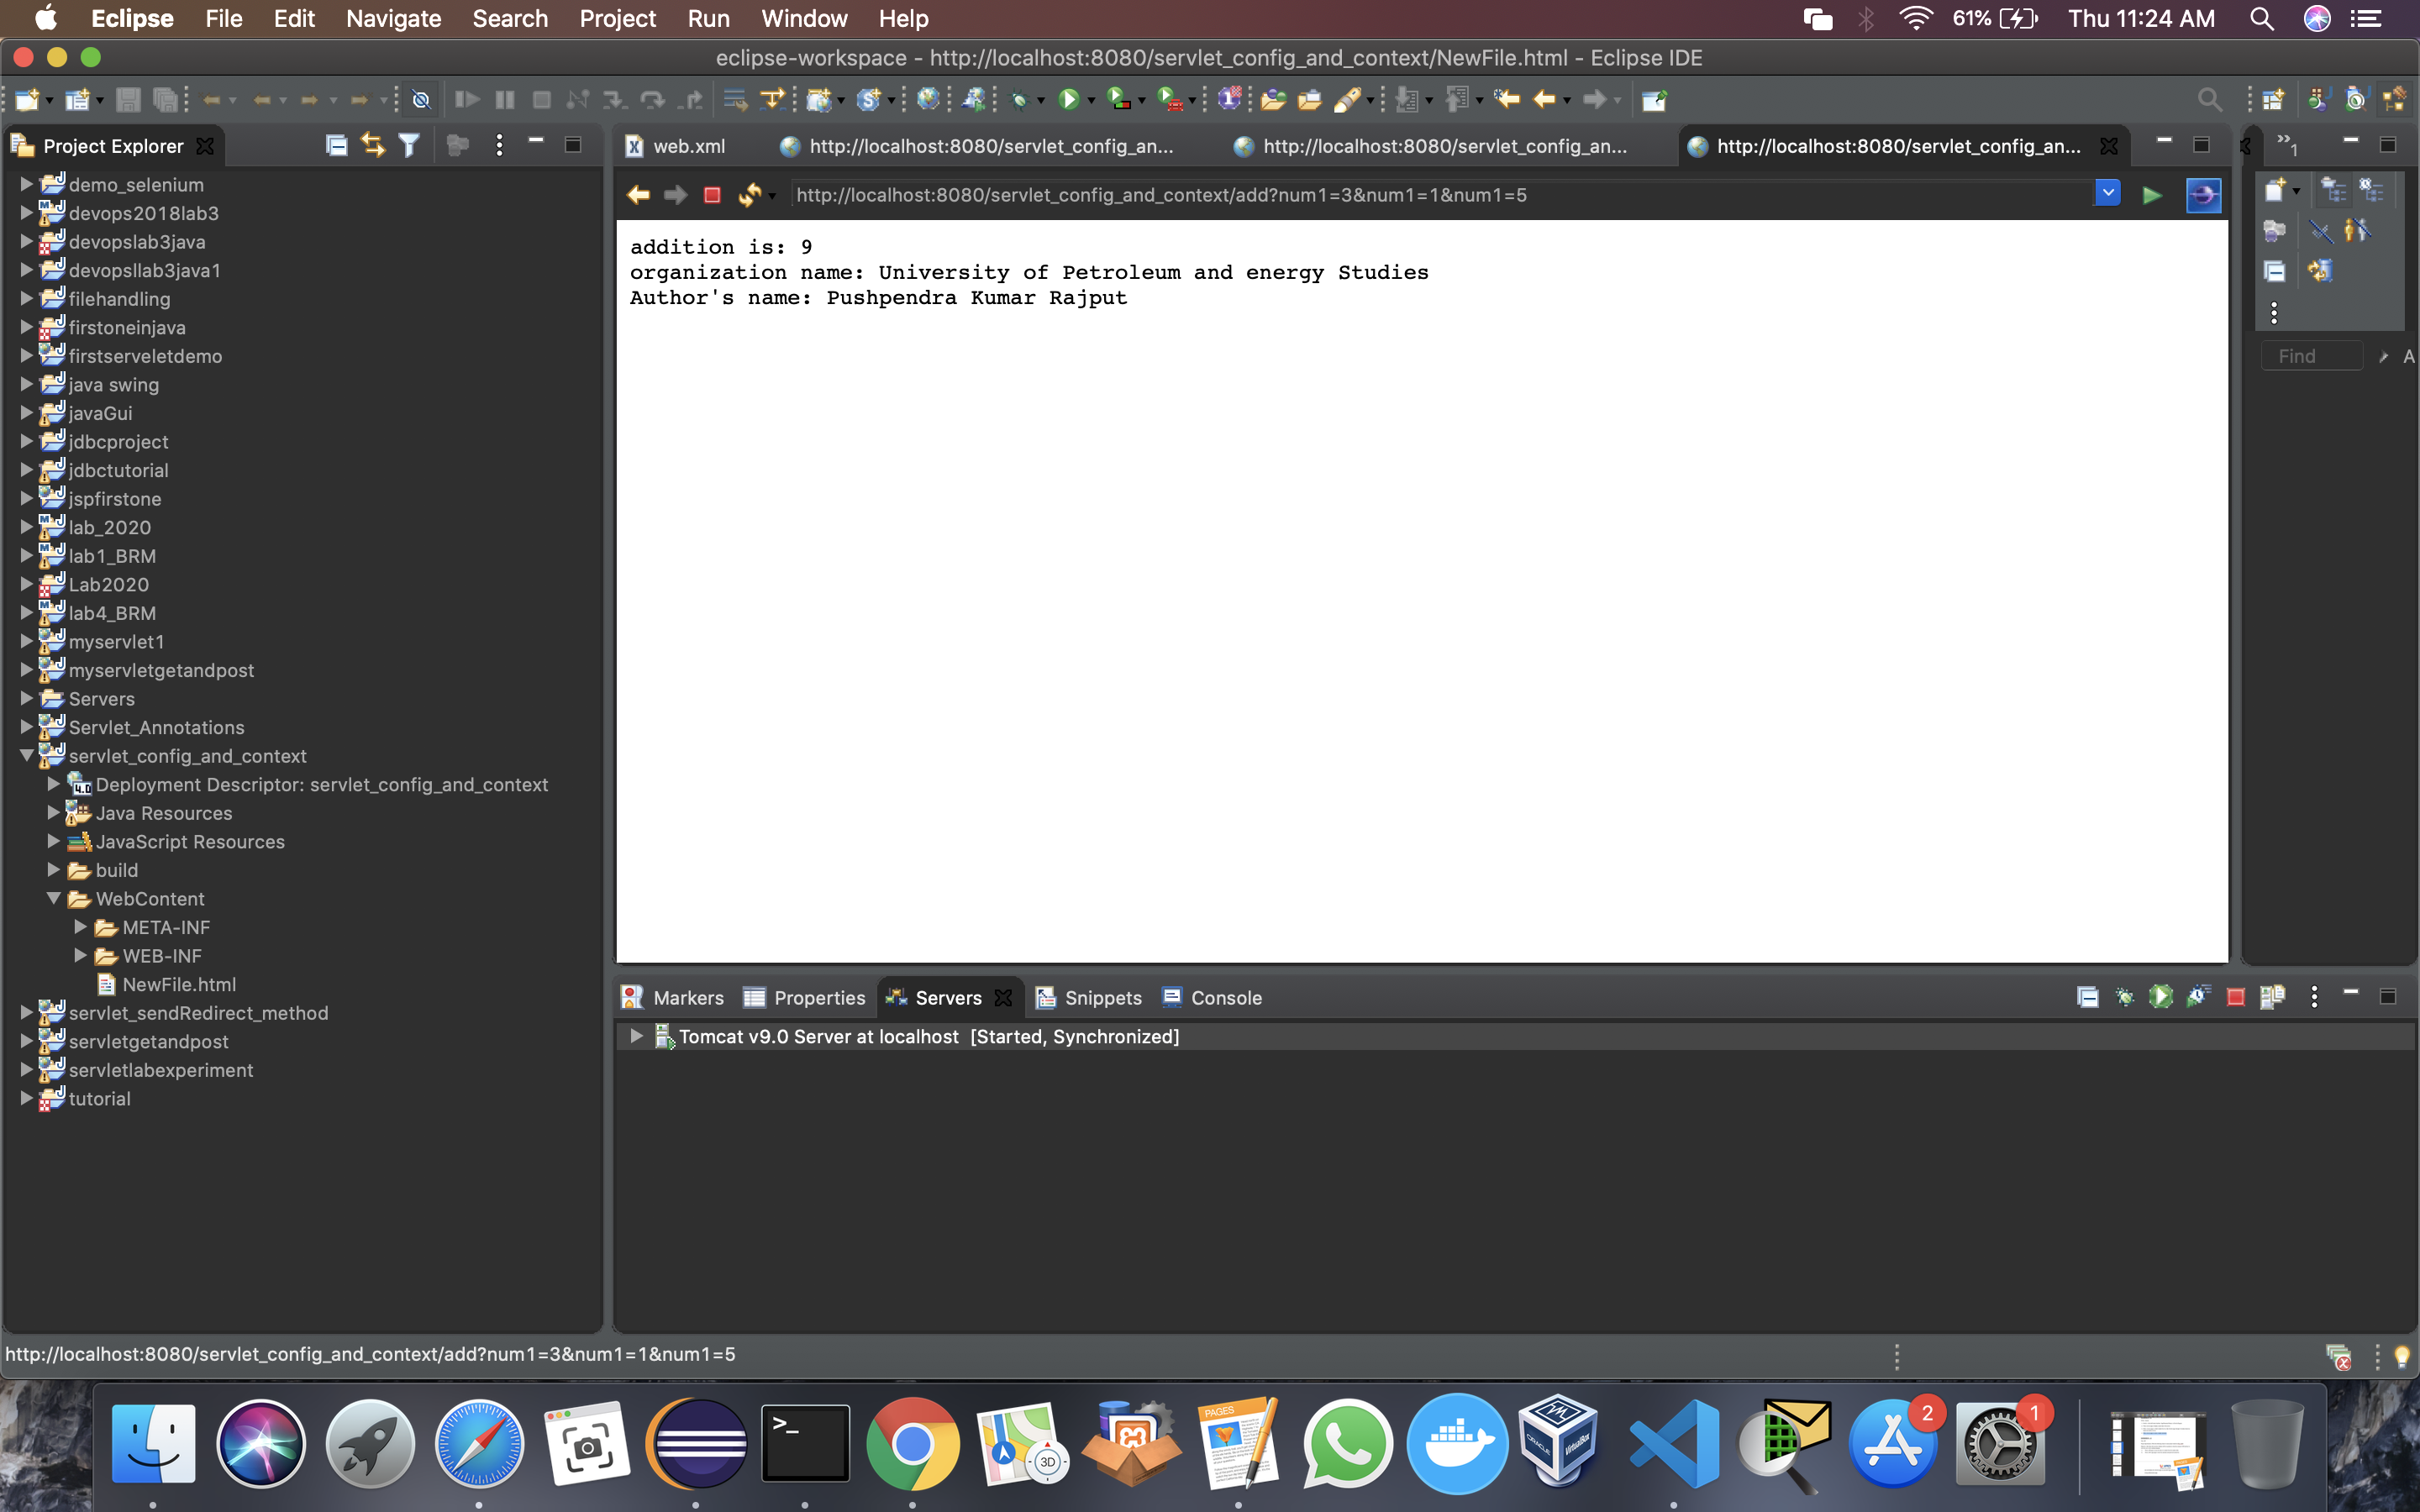 Eclipse File Edit Navigate Search Project Run Window Help 61% Thu 11:24 AM
eclipse-workspace - http://localhost:8080/servlet_config_and_context/NewFile.html - Eclipse IDE
Project Explorer
web.xml
http://localhost:8080/servlet_config_an...
http://localhost:8080/servlet_config_an...
http://localhost:8080/servlet_config_an...
1
http://localhost:8080/servlet_config_and_context/add?num1=3&num1=1&num1=5
addition is: 9
organization name: University of Petroleum and energy Studies
Author's name: Pushpendra Kumar Rajput
Find
A
demo_selenium
devops2018lab3
devopslab3java
devopsllab3java1
filehandling
firstoneinjava
firstserveletdemo
java swing
javaGui
jdbcproject
jdbctutorial
jspfirstone
lab_2020
lab1_BRM
Lab2020
lab4_BRM
myservlet1
myservletgetandpost
Servers
Servlet_Annotations
servlet_config_and_context
Deployment Descriptor: servlet_config_and_context
Java Resources
JavaScript Resources
build
WebContent
META-INF
WEB-INF
NewFile.html
servlet_sendRedirect_method
servletgetandpost
servletlabexperiment
tutorial
Markers Properties Servers Snippets Console
Tomcat v9.0 Server at localhost [Started, Synchronized]
http://localhost:8080/servlet_config_and_context/add?num1=3&num1=1&num1=5
>_
3D
PAGES
VirtualBox
2
1